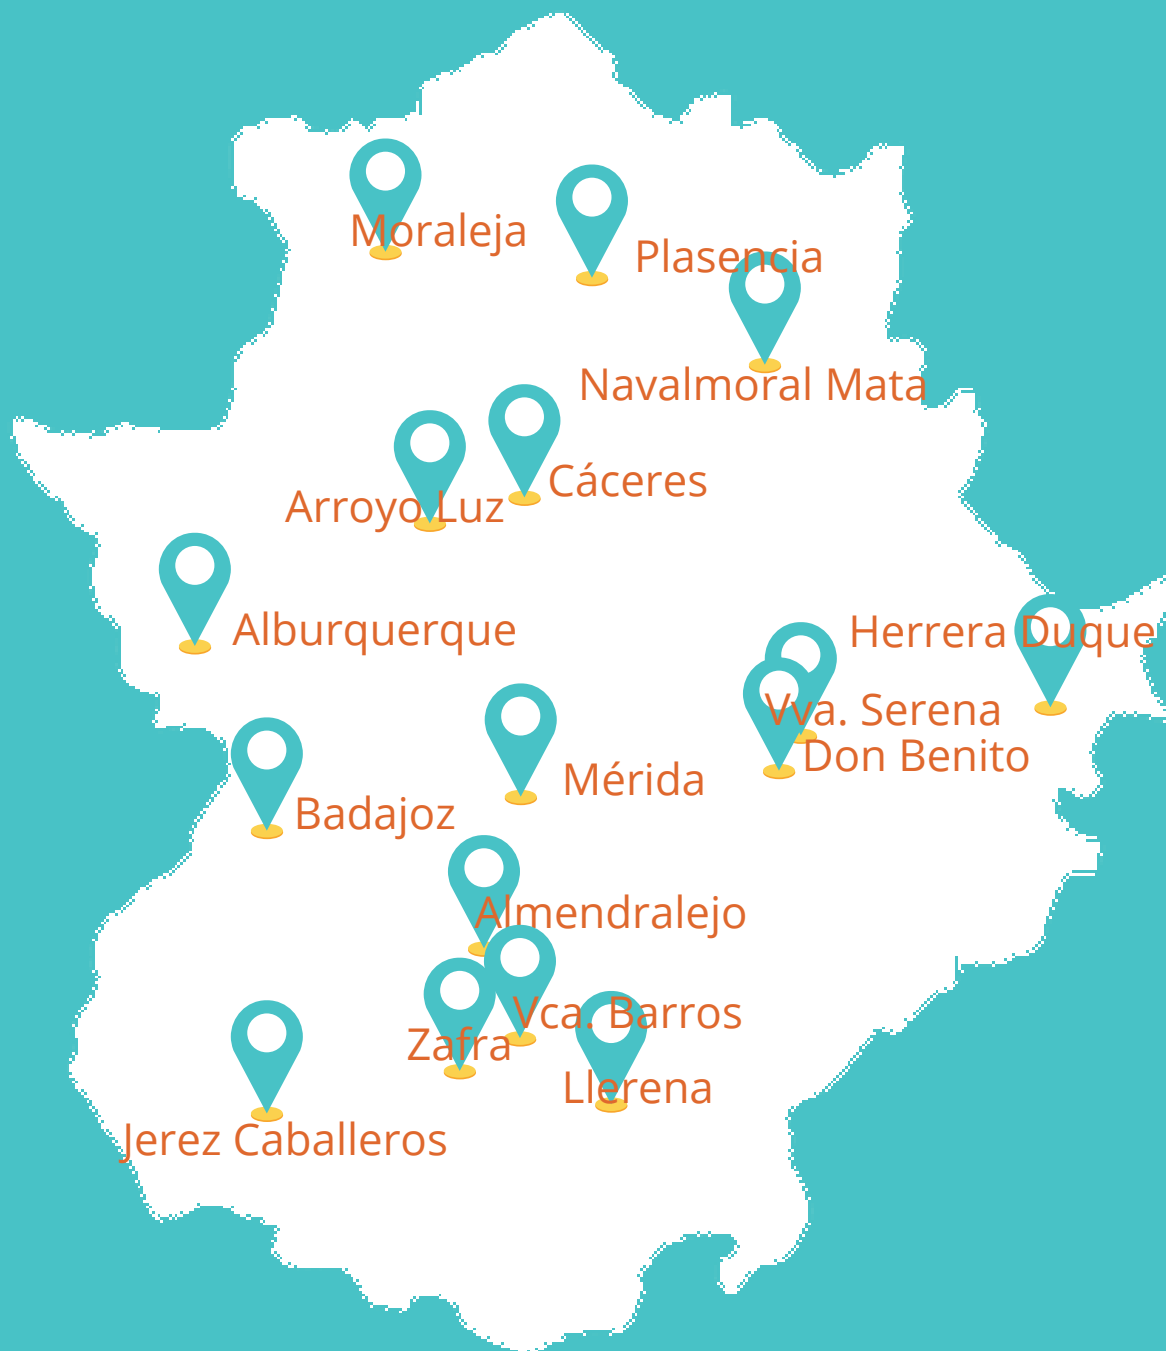 Moraleja
Plasencia
Navalmoral Mata
Cáceres
Arroyo Luz
Alburquerque
Herrera Duque
Vva. Serena
Don Benito
Mérida
Badajoz
Almendralejo
Vca. Barros
Zafra
Llerena
Jerez Caballeros